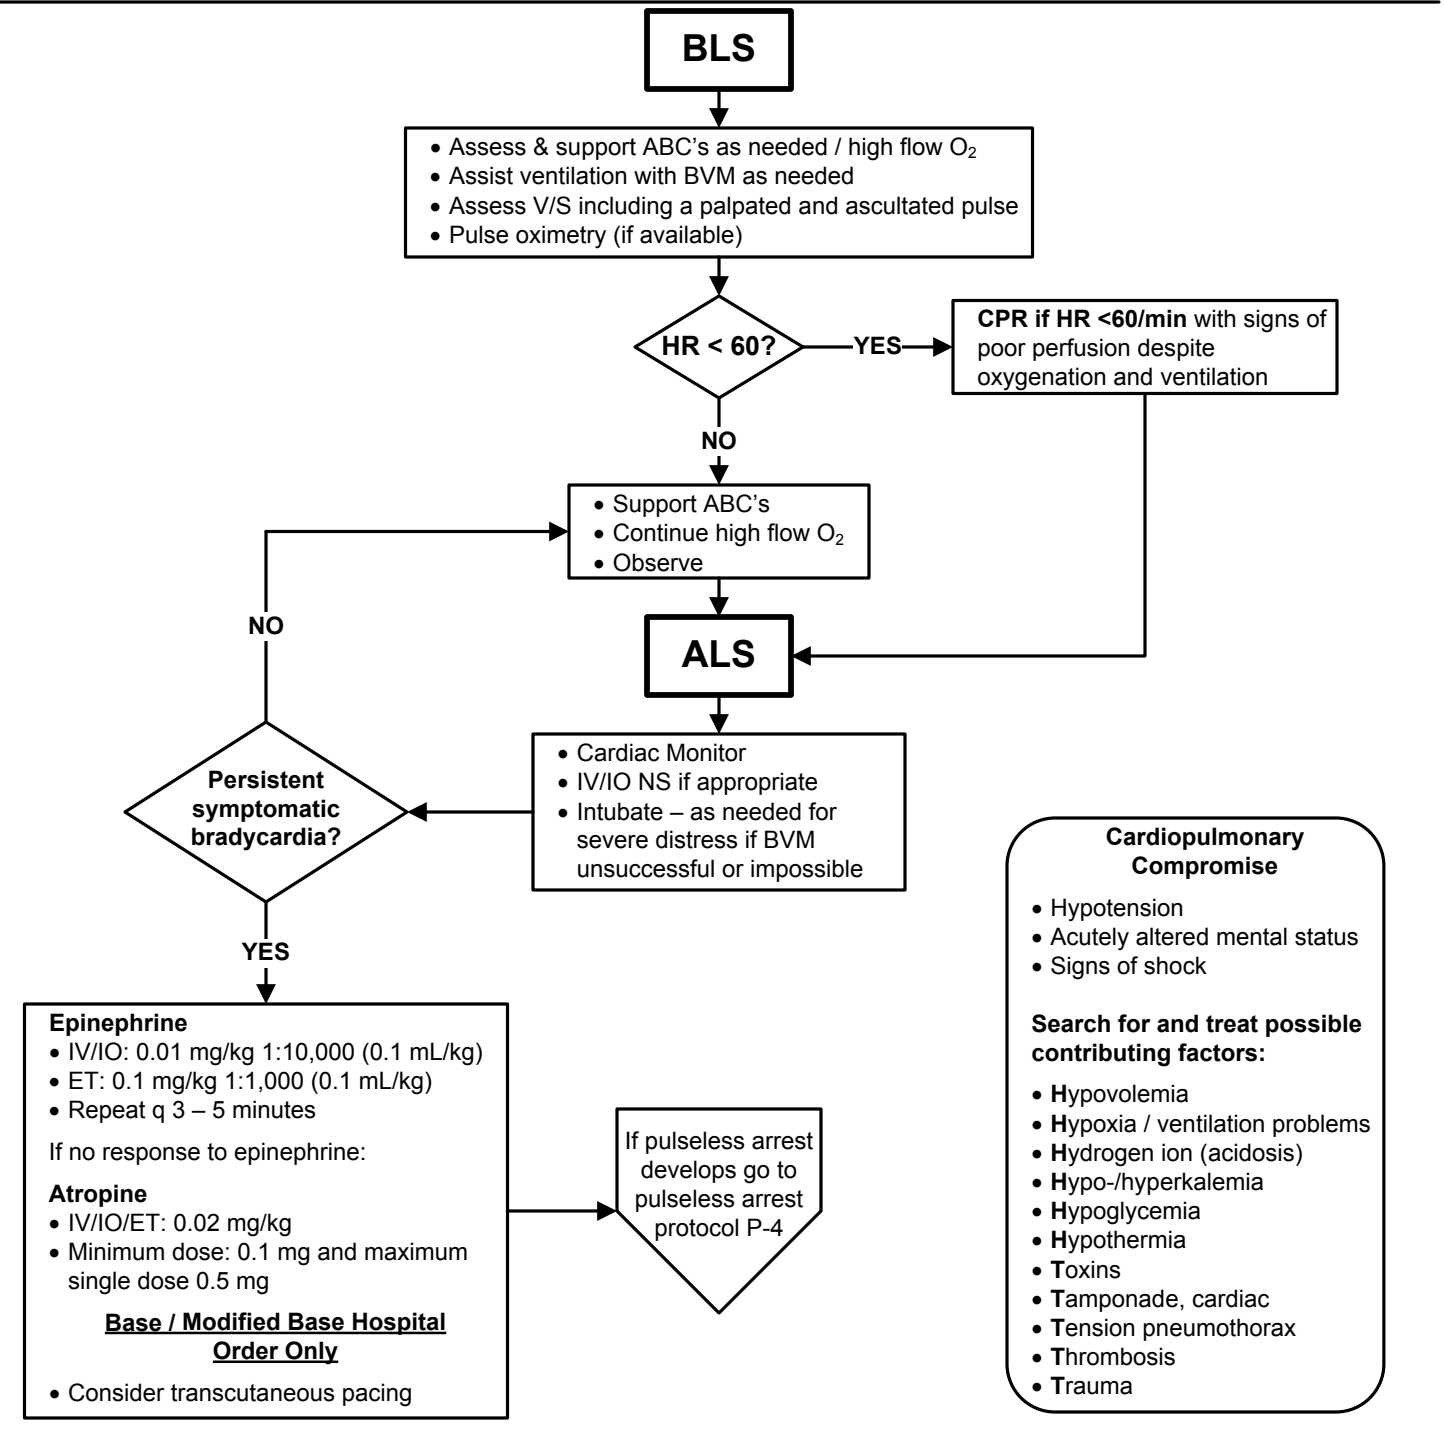 BLS
• Assess & support ABC’s as needed / high flow O₂
• Assist ventilation with BVM as needed
• Assess V/S including a palpated and ascultated pulse
• Pulse oximetry (if available)
HR < 60?
YES
CPR if HR <60/min with signs of
poor perfusion despite
oxygenation and ventilation
NO
• Support ABC’s
• Continue high flow O₂
• Observe
NO
ALS
• Cardiac Monitor
• IV/IO NS if appropriate
• Intubate – as needed for
severe distress if BVM
unsuccessful or impossible
Persistent
symptomatic
bradycardia?
YES
Epinephrine
• IV/IO: 0.01 mg/kg 1:10,000 (0.1 mL/kg)
• ET: 0.1 mg/kg 1:1,000 (0.1 mL/kg)
• Repeat q 3 – 5 minutes
If no response to epinephrine:
Atropine
• IV/IO/ET: 0.02 mg/kg
• Minimum dose: 0.1 mg and maximum
single dose 0.5 mg
Base / Modified Base Hospital
Order Only
• Consider transcutaneous pacing
If pulseless arrest
develops go to
pulseless arrest
protocol P-4
Cardiopulmonary
Compromise
• Hypotension
• Acutely altered mental status
• Signs of shock
Search for and treat possible
contributing factors:
• Hypovolemia
• Hypoxia / ventilation problems
• Hydrogen ion (acidosis)
• Hypo-/hyperkalemia
• Hypoglycemia
• Hypothermia
• Toxins
• Tamponade, cardiac
• Tension pneumothorax
• Thrombosis
• Trauma